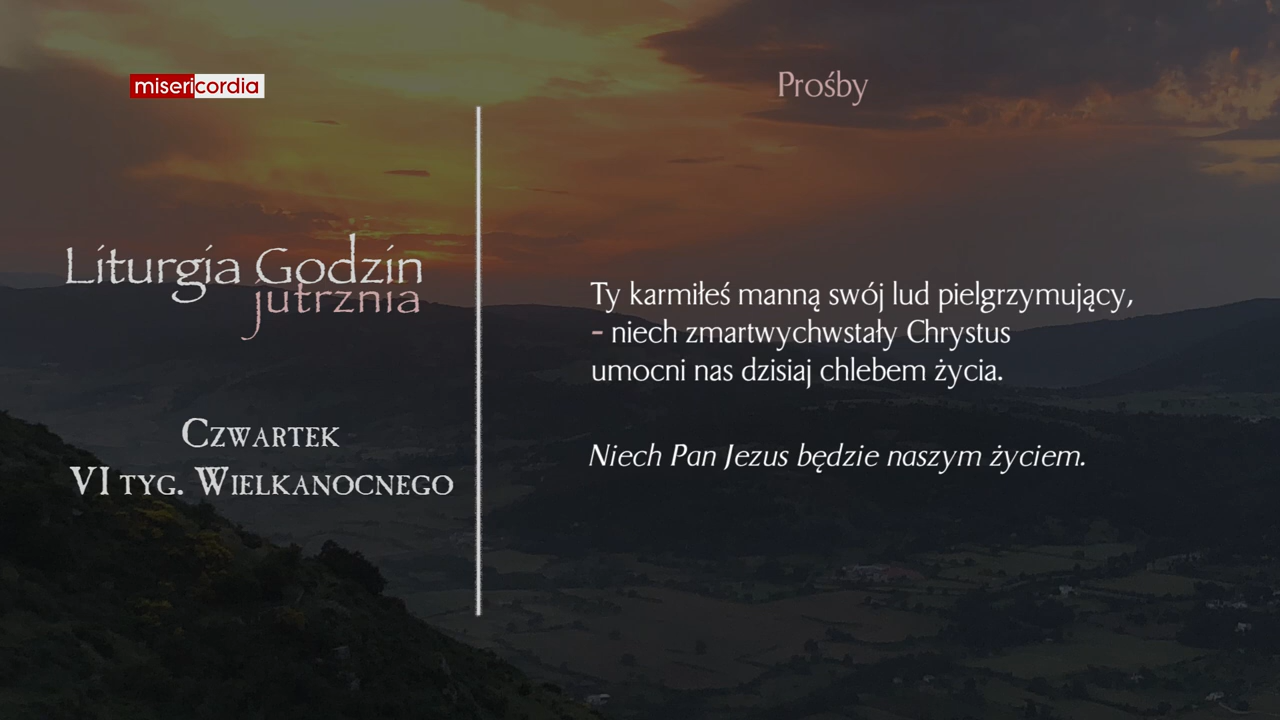 misericordia
Liturgia Godzin
jutrznia
Czwartek
VI tyg. Wielkanocnego
Prośby
Ty karmiłeś manną swój lud pielgrzymujący,
– niech zmartwychwstały Chrystus
umocni nas dzisiaj chlebem życia.
Niech Pan Jezus będzie naszym życiem.